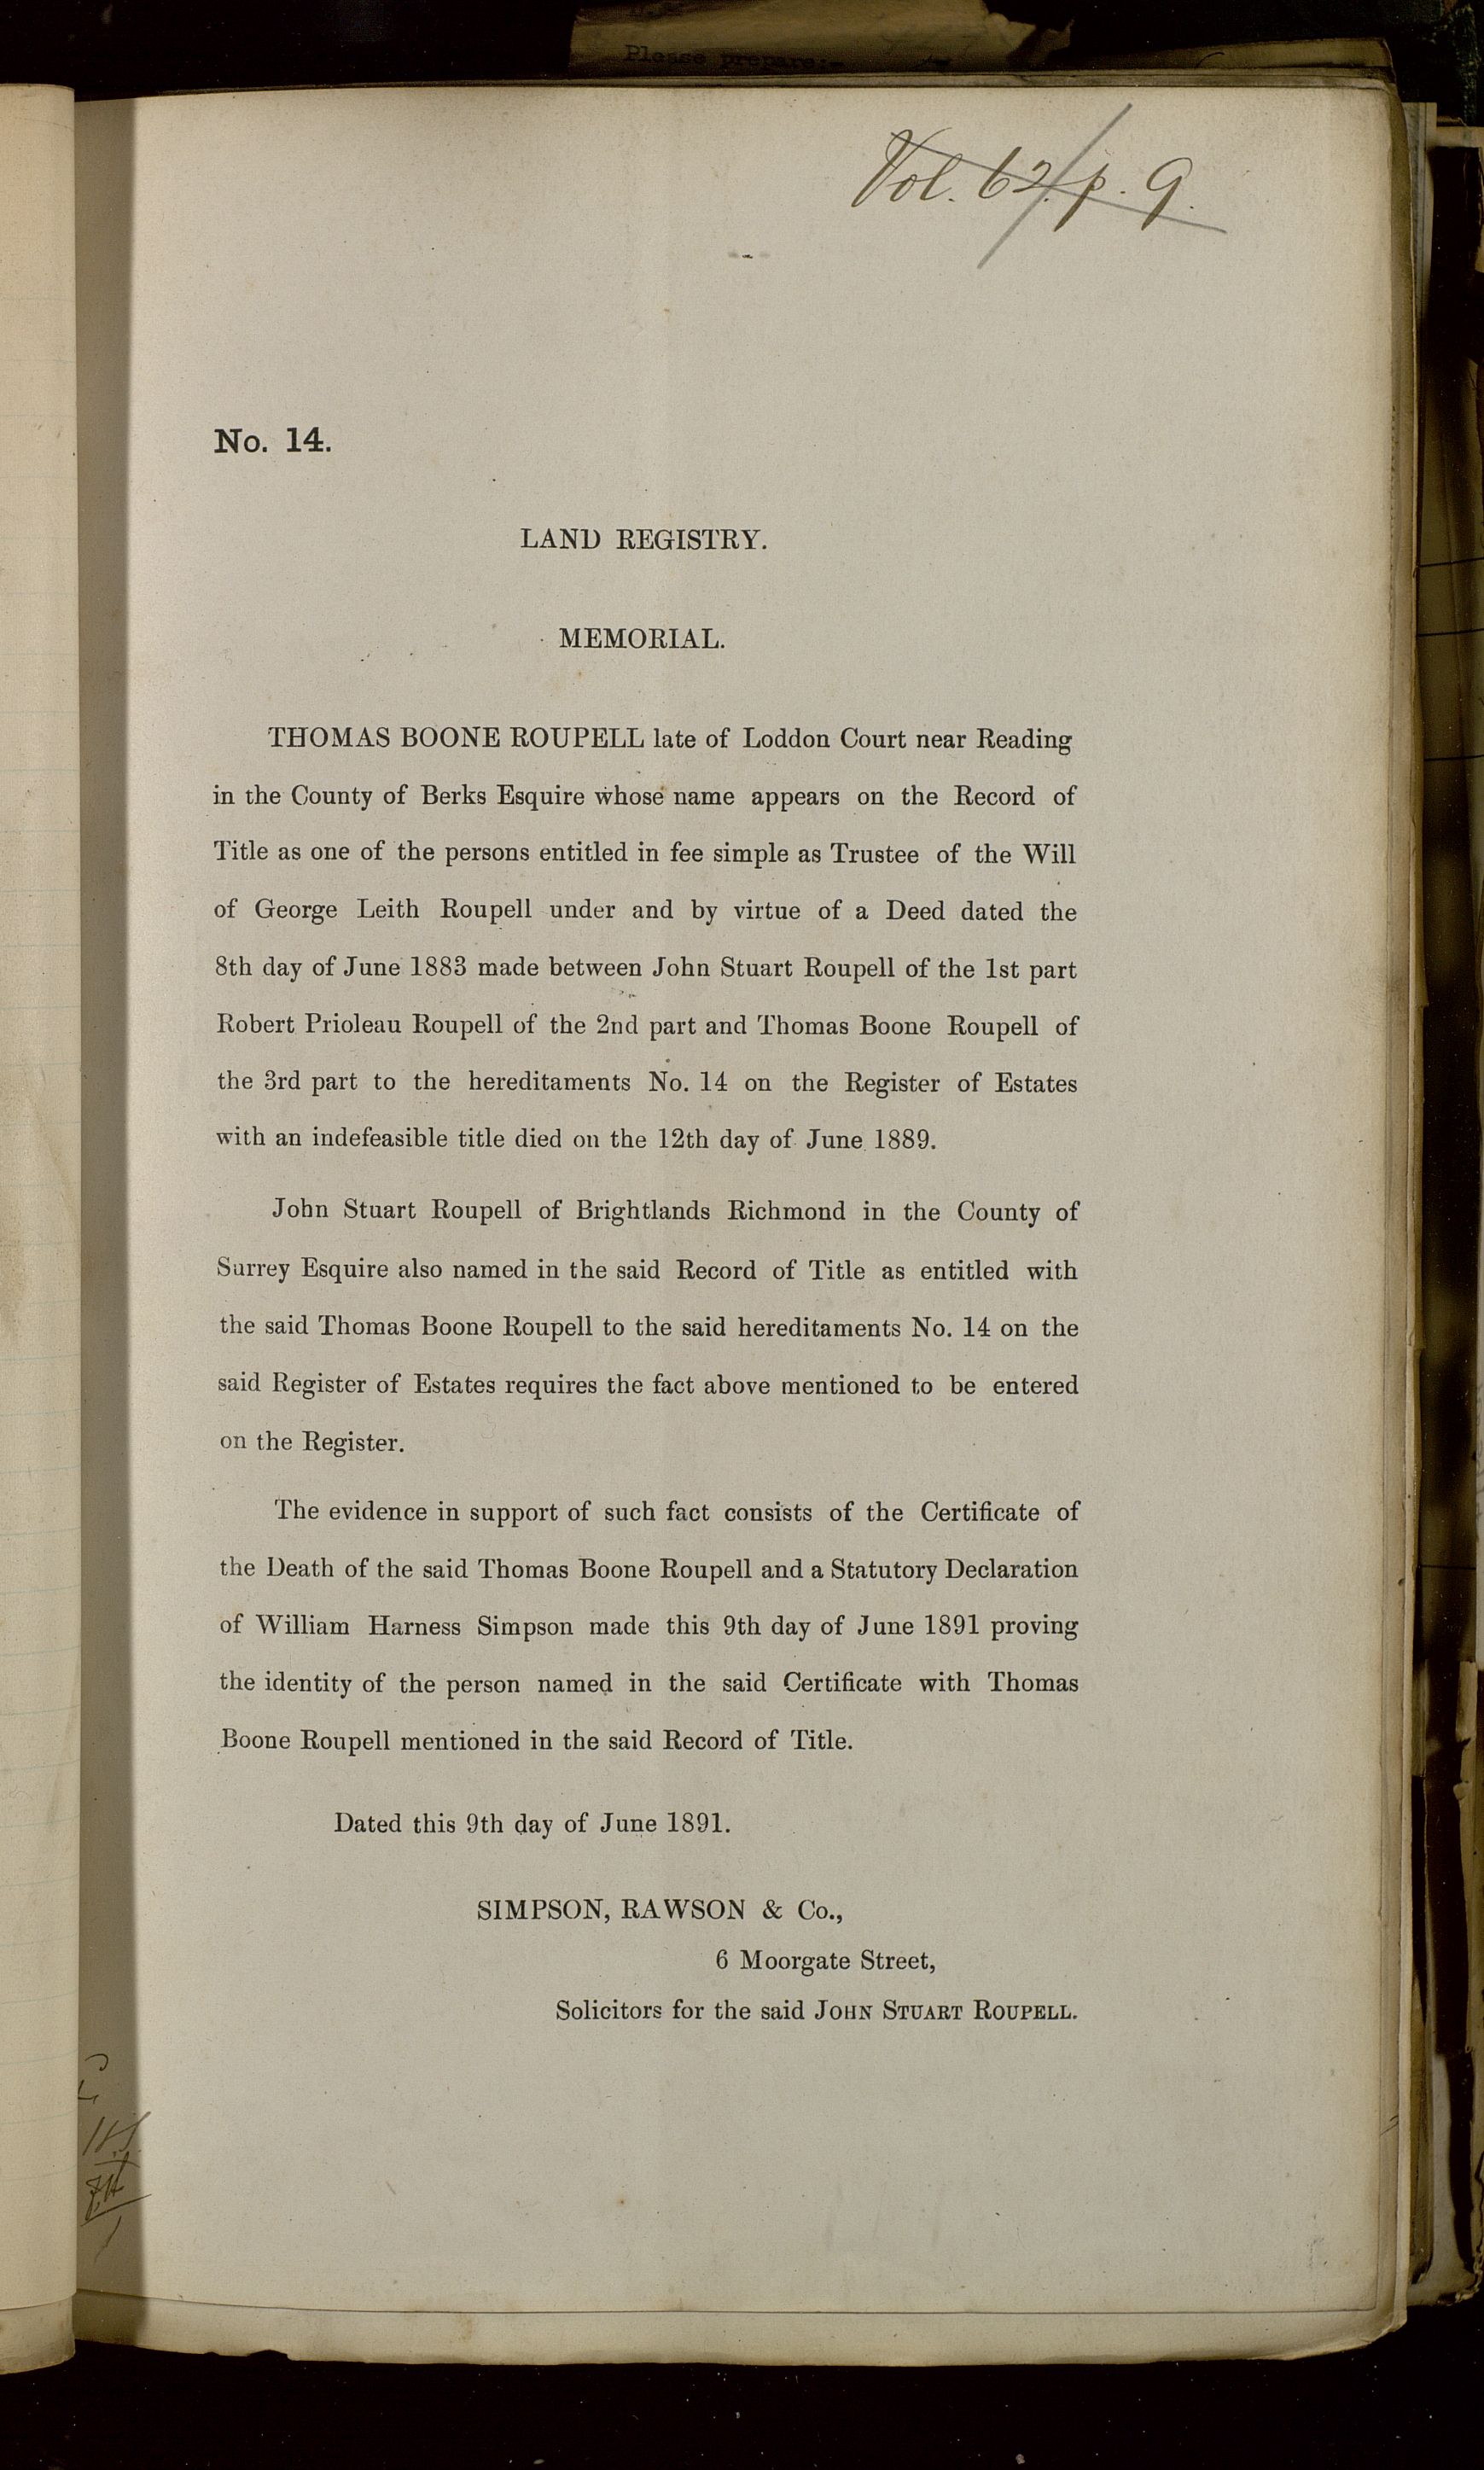 Please prepare:-
Vol. 62. p. 9.
No. 14.
LAND REGISTRY.
MEMORIAL.
THOMAS BOONE ROUPELL late of Loddon Court near Reading
in the County of Berks Esquire whose name appears on the Record of
Title as one of the persons entitled in fee simple as Trustee of the Will
of George Leith Roupell under and by virtue of a Deed dated the
8th day of June 1883 made between John Stuart Roupell of the 1st part
Robert Prioleau Roupell of the 2nd part and Thomas Boone Roupell of
the 3rd part to the hereditaments No. 14 on the Register of Estates
with an indefeasible title died on the 12th day of June 1889.
John Stuart Roupell of Brightlands Richmond in the County of
Surrey Esquire also named in the said Record of Title as entitled with
the said Thomas Boone Roupell to the said hereditaments No. 14 on the
said Register of Estates requires the fact above mentioned to be entered
on the Register.
The evidence in support of such fact consists of the Certificate of
the Death of the said Thomas Boone Roupell and a Statutory Declaration
of William Harness Simpson made this 9th day of June 1891 proving
the identity of the person named in the said Certificate with Thomas
Boone Roupell mentioned in the said Record of Title.
Dated this 9th day of June 1891.
SIMPSON, RAWSON & Co.,
6 Moorgate Street,
Solicitors for the said JOHN STUART ROUPELL.